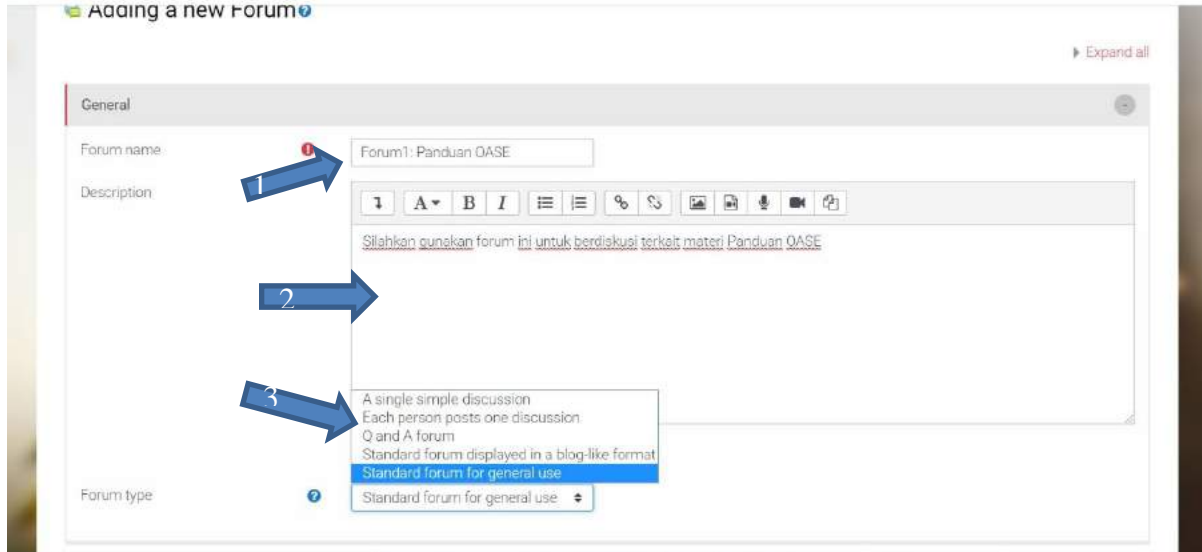 Adding a new Forum
Expand all
General
Forum name
Forum1: Panduan OASE
1
Description
A B I
Silahkan gunakan forum ini untuk berdiskusi terkait materi Panduan OASE
2
3
A single simple discussion
Each person posts one discussion
Q and A forum
Standard forum displayed in a blog-like format
Standard forum for general use
Forum type
Standard forum for general use